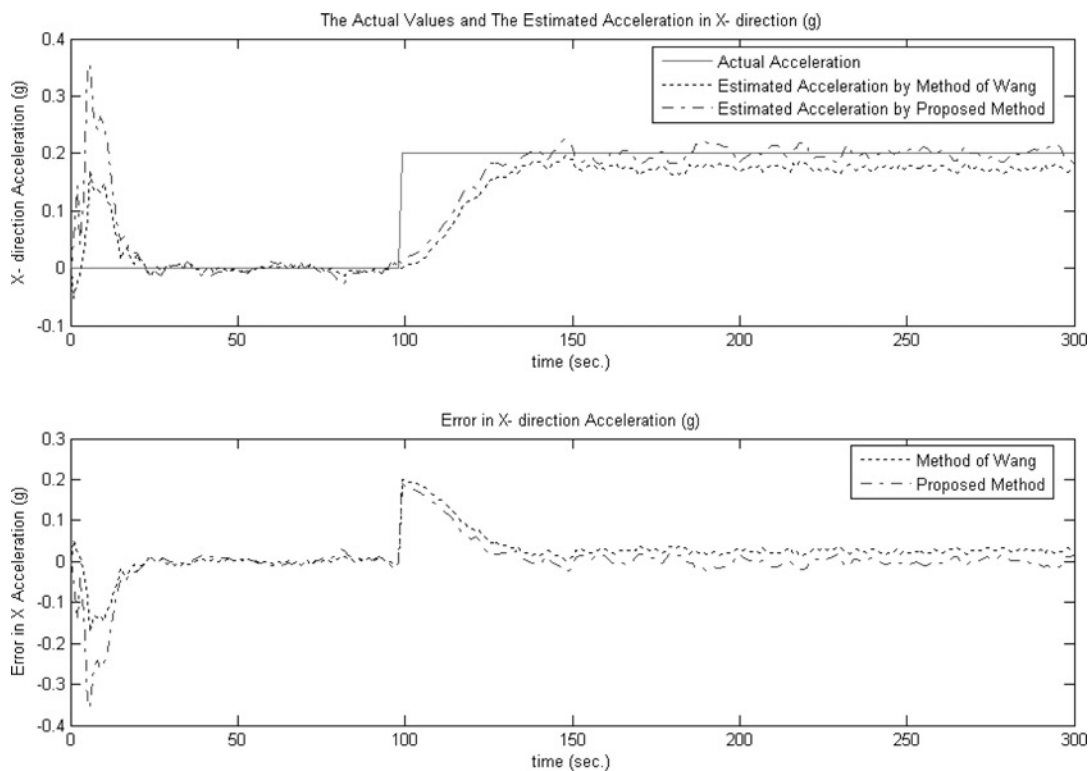 The Actual Values and The Estimated Acceleration in X- direction (g)
X- direction Acceleration (g)
0.4
0.3
0.2
0.1
0
-0.1
Actual Acceleration
Estimated Acceleration by Method of Wang
Estimated Acceleration by Proposed Method
0
50
100
150
200
250
300
time (sec.)
Error in X- direction Acceleration (g)
Error in X Acceleration (g)
0.3
0.2
0.1
0
-0.1
-0.2
-0.3
-0.4
Method of Wang
Proposed Method
0
50
100
150
200
250
300
time (sec.)